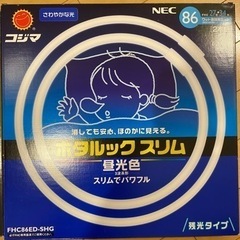 コジマ
さわやかな光
NEC
86
消しても安心、ほのかに見える。
ホタルック スリム
昼光色
スリムでパワフル
FHC86ED-SHG
残光タイプ